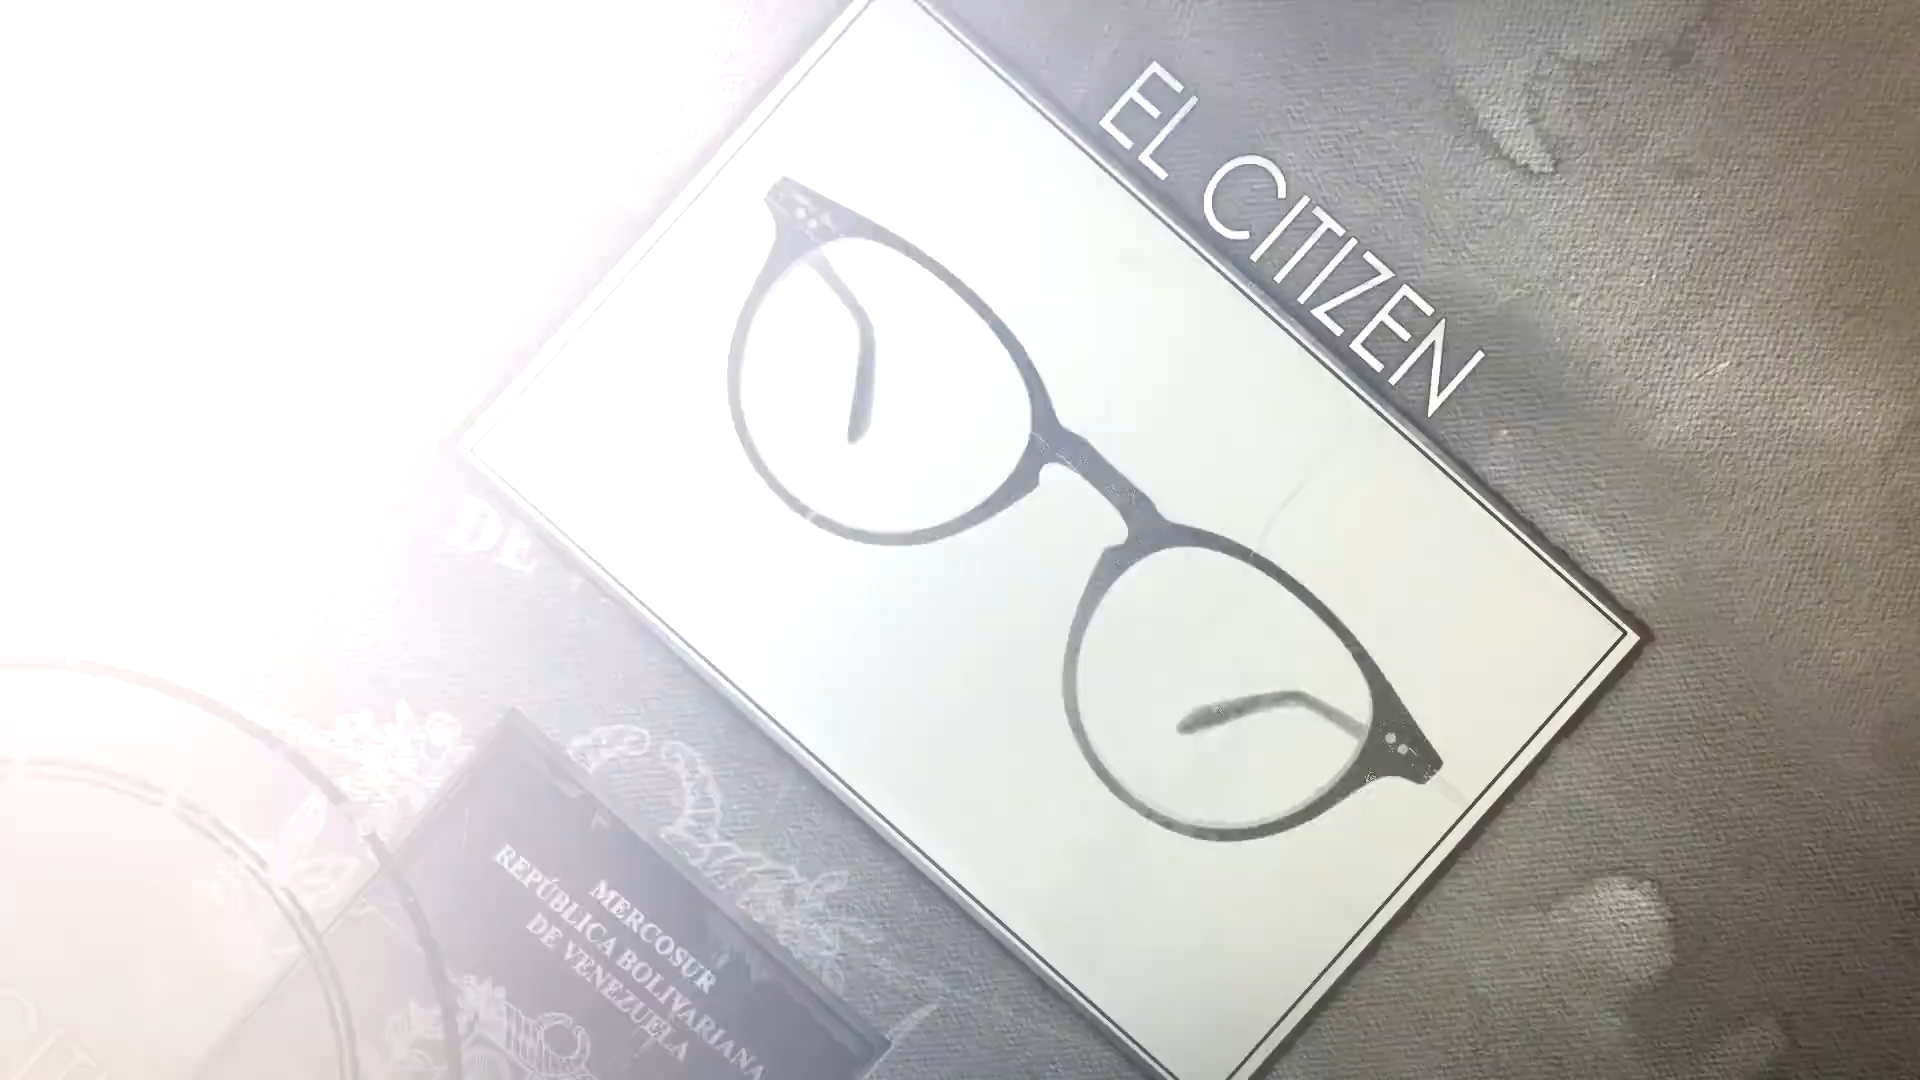 EL CITIZEN
DE
MERCOSUR
REPÚBLICA BOLIVARIANA
DE VENEZUELA